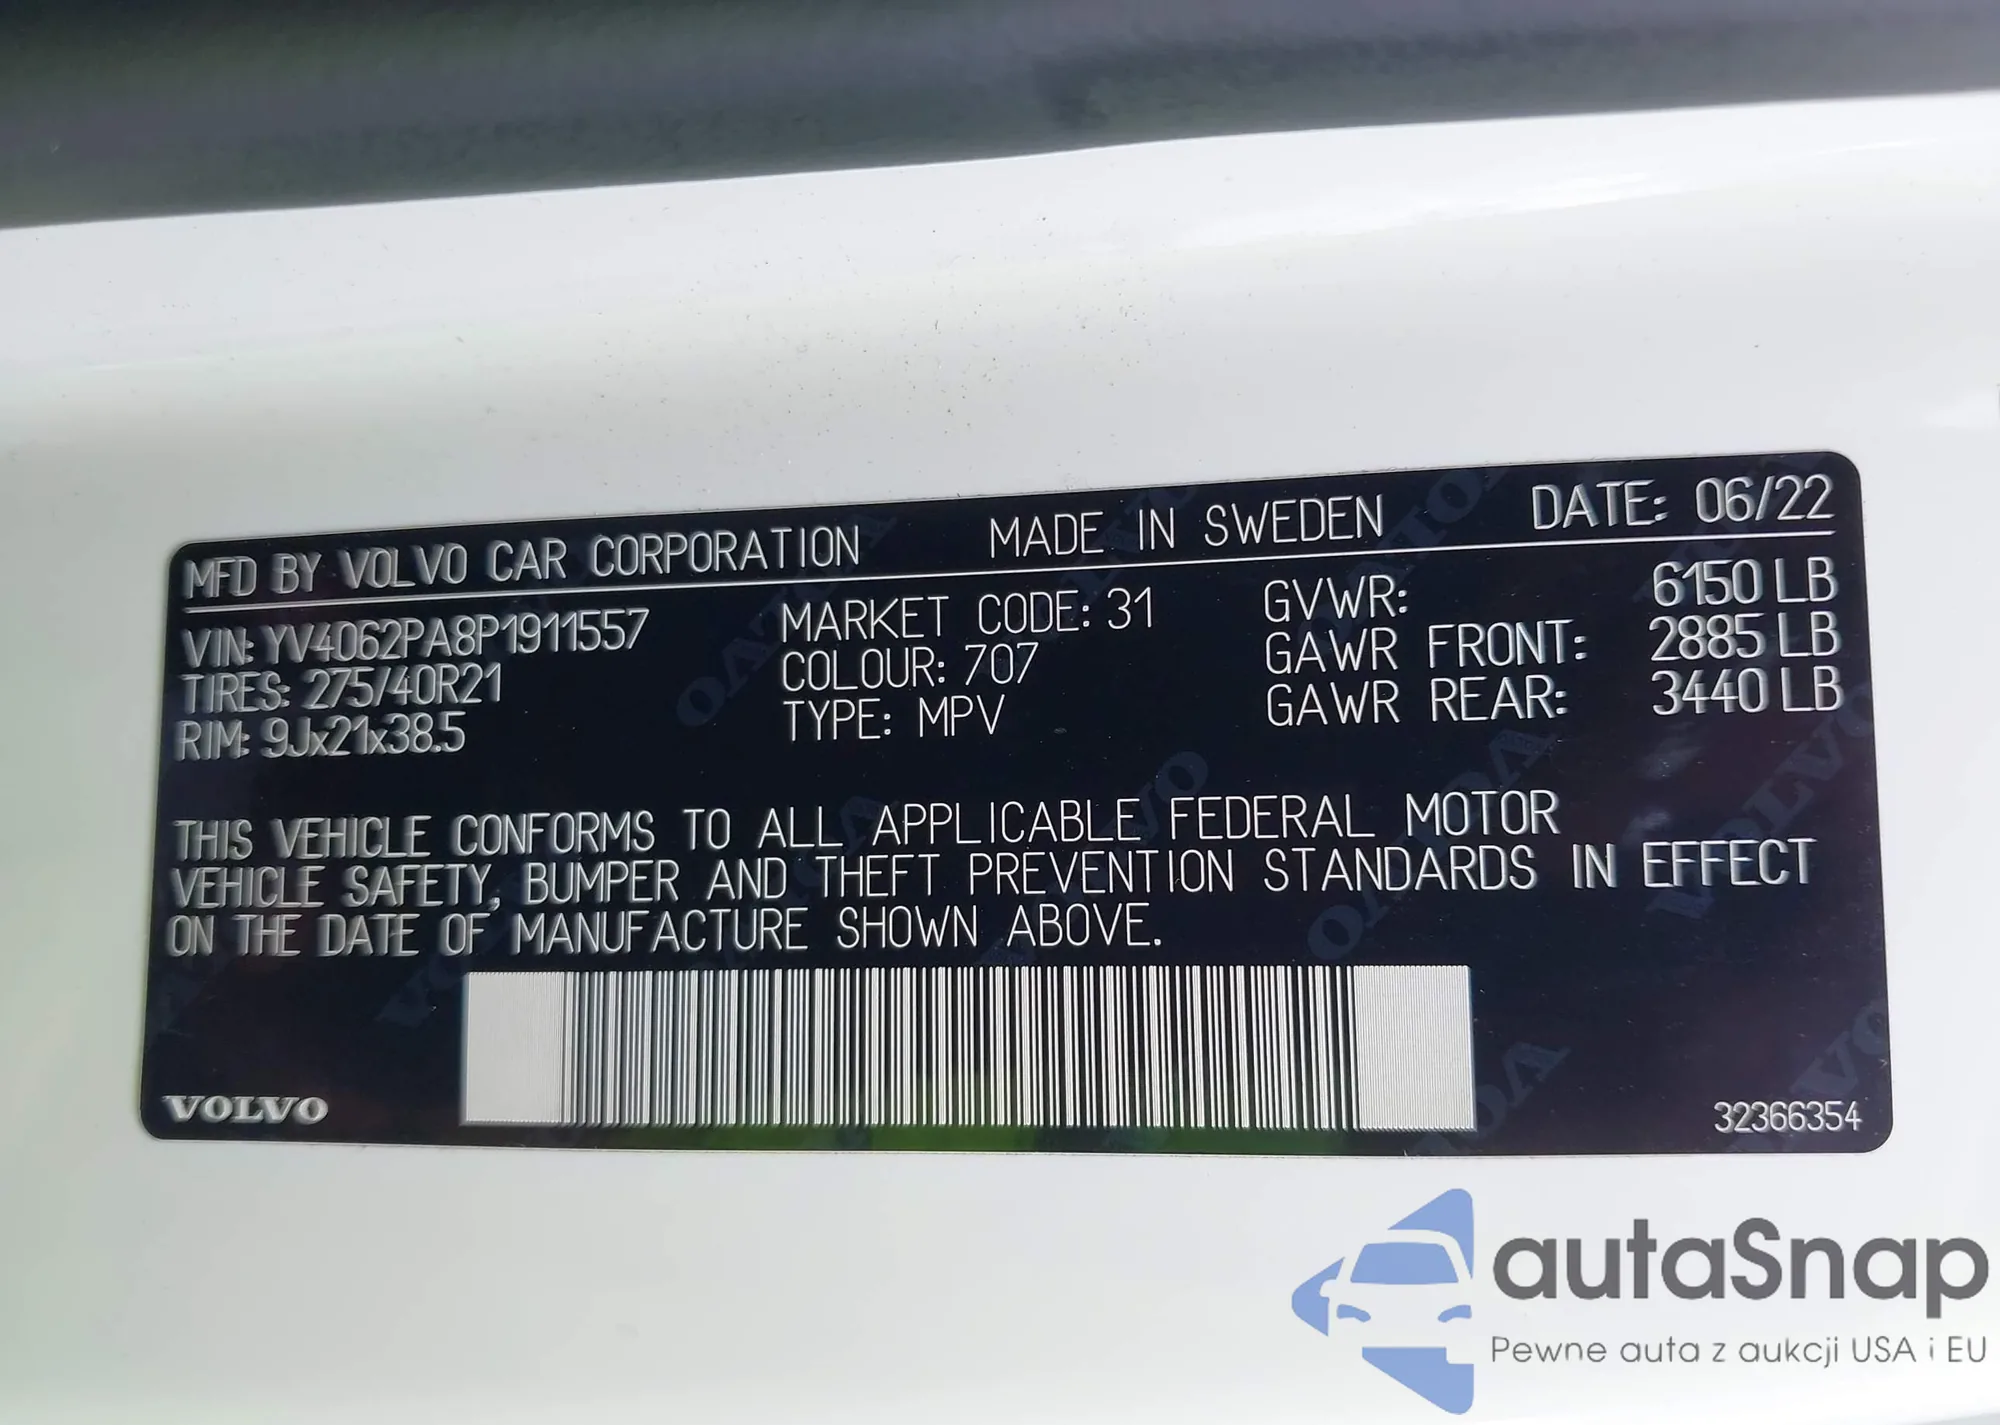 MFD BY VOLVO CAR CORPORATION MADE IN SWEDEN DATE: 06/22
VIN: YV4062PA8P1911557 MARKET CODE: 31 GVWR: 6150 LB
TIRES: 275/40R21 COLOUR: 707 GAWR FRONT: 2885 LB
RIM: 9Jx21x38.5 TYPE: MPV GAWR REAR: 3440 LB
THIS VEHICLE CONFORMS TO ALL APPLICABLE FEDERAL MOTOR
VEHICLE SAFETY, BUMPER AND THEFT PREVENTION STANDARDS IN EFFECT
ON THE DATE OF MANUFACTURE SHOWN ABOVE.
VOLVO
32366354
autaSnap
Pewne auta z aukcji USA i EU